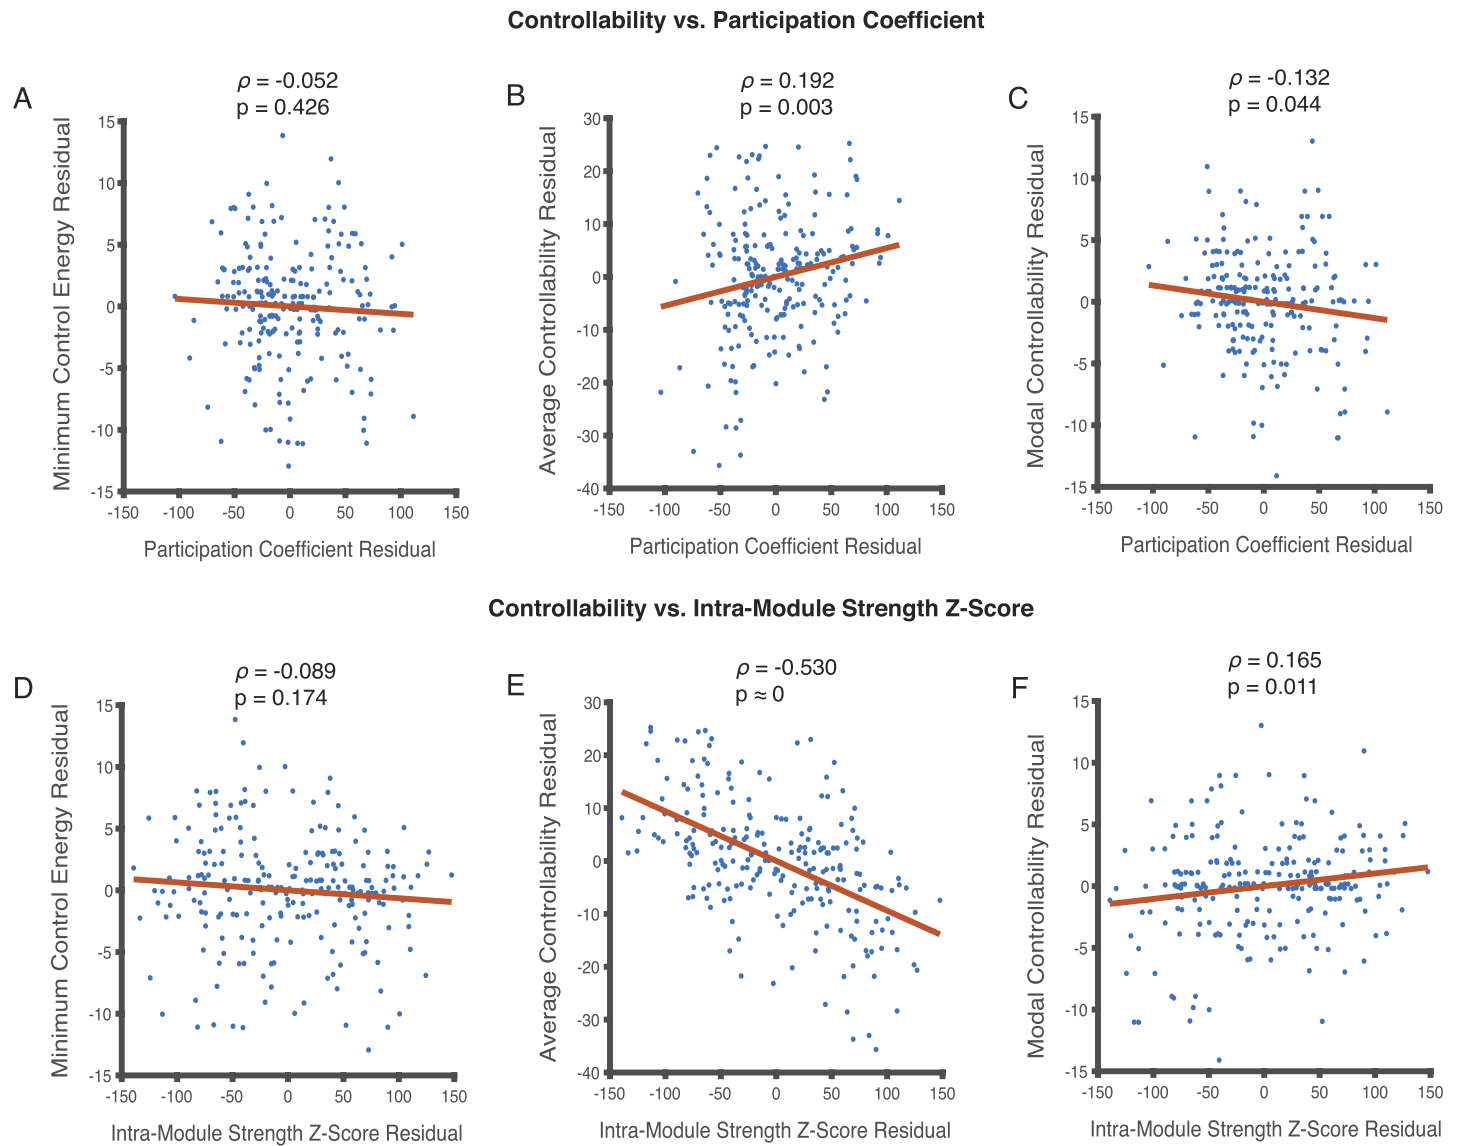 Controllability vs. Participation Coefficient
A
ρ = -0.052
p = 0.426
Minimum Control Energy Residual
15
10
5
0
-5
-10
-15
-150 -100 -50 0 50 100 150
Participation Coefficient Residual
B
ρ = 0.192
p = 0.003
Average Controllability Residual
30
20
10
0
-10
-20
-30
-40
-150 -100 -50 0 50 100 150
Participation Coefficient Residual
C
ρ = -0.132
p = 0.044
Modal Controllability Residual
15
10
5
0
-5
-10
-15
-150 -100 -50 0 50 100 150
Participation Coefficient Residual
Controllability vs. Intra-Module Strength Z-Score
D
ρ = -0.089
p = 0.174
Minimum Control Energy Residual
15
10
5
0
-5
-10
-15
-150 -100 -50 0 50 100 150
Intra-Module Strength Z-Score Residual
E
ρ = -0.530
p ≈ 0
Average Controllability Residual
30
20
10
0
-10
-20
-30
-40
-150 -100 -50 0 50 100 150
Intra-Module Strength Z-Score Residual
F
ρ = 0.165
p = 0.011
Modal Controllability Residual
15
10
5
0
-5
-10
-15
-150 -100 -50 0 50 100 150
Intra-Module Strength Z-Score Residual